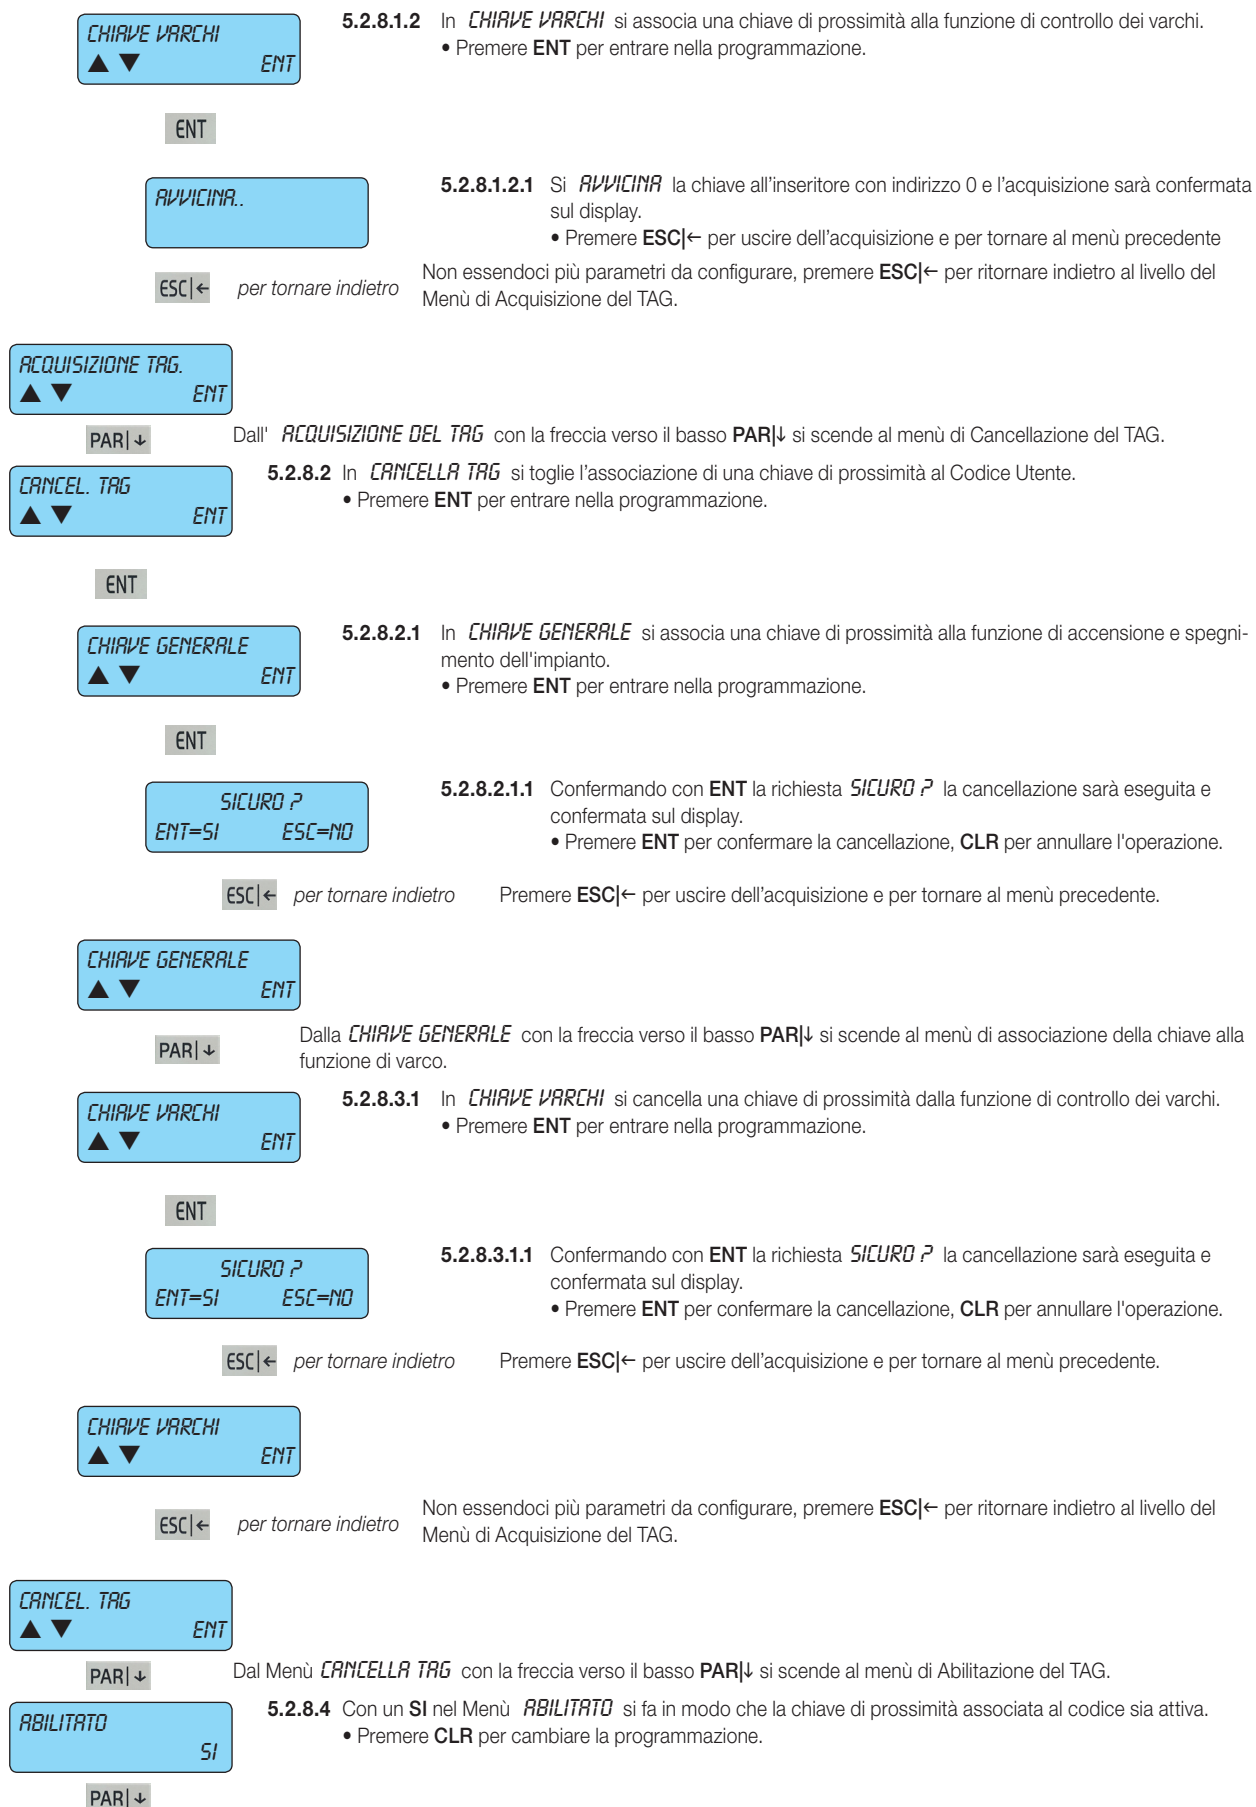 CHIAVE VARCHI
▲ ▼ ENT
5.2.8.1.2 In CHIAVE VARCHI si associa una chiave di prossimità alla funzione di controllo dei varchi.
• Premere ENT per entrare nella programmazione.
ENT
AVVICINA..
5.2.8.1.2.1 Si AVVICINA la chiave all’inseritore con indirizzo 0 e l’acquisizione sarà confermata
sul display.
• Premere ESC|← per uscire dell’acquisizione e per tornare al menù precedente
ESC|← per tornare indietro
Non essendoci più parametri da configurare, premere ESC|← per ritornare indietro al livello del
Menù di Acquisizione del TAG.
ACQUISIZIONE TAG.
▲ ▼ ENT
PAR|↓
Dall' ACQUISIZIONE DEL TAG con la freccia verso il basso PAR|↓ si scende al menù di Cancellazione del TAG.
CANCEL. TAG
▲ ▼ ENT
5.2.8.2 In CANCELLA TAG si toglie l’associazione di una chiave di prossimità al Codice Utente.
• Premere ENT per entrare nella programmazione.
ENT
CHIAVE GENERALE
▲ ▼ ENT
5.2.8.2.1 In CHIAVE GENERALE si associa una chiave di prossimità alla funzione di accensione e spegni-
mento dell'impianto.
• Premere ENT per entrare nella programmazione.
ENT
SICURO ?
ENT=SI ESC=NO
5.2.8.2.1.1 Confermando con ENT la richiesta SICURO ? la cancellazione sarà eseguita e
confermata sul display.
• Premere ENT per confermare la cancellazione, CLR per annullare l'operazione.
ESC|← per tornare indietro Premere ESC|← per uscire dell’acquisizione e per tornare al menù precedente.
CHIAVE GENERALE
▲ ▼ ENT
PAR|↓
Dalla CHIAVE GENERALE con la freccia verso il basso PAR|↓ si scende al menù di associazione della chiave alla
funzione di varco.
CHIAVE VARCHI
▲ ▼ ENT
5.2.8.3.1 In CHIAVE VARCHI si cancella una chiave di prossimità dalla funzione di controllo dei varchi.
• Premere ENT per entrare nella programmazione.
ENT
SICURO ?
ENT=SI ESC=NO
5.2.8.3.1.1 Confermando con ENT la richiesta SICURO ? la cancellazione sarà eseguita e
confermata sul display.
• Premere ENT per confermare la cancellazione, CLR per annullare l'operazione.
ESC|← per tornare indietro Premere ESC|← per uscire dell’acquisizione e per tornare al menù precedente.
CHIAVE VARCHI
▲ ▼ ENT
ESC|← per tornare indietro
Non essendoci più parametri da configurare, premere ESC|← per ritornare indietro al livello del
Menù di Acquisizione del TAG.
CANCEL. TAG
▲ ▼ ENT
PAR|↓
Dal Menù CANCELLA TAG con la freccia verso il basso PAR|↓ si scende al menù di Abilitazione del TAG.
ABILITATO
SI
5.2.8.4 Con un SI nel Menù ABILITATO si fa in modo che la chiave di prossimità associata al codice sia attiva.
• Premere CLR per cambiare la programmazione.
PAR|↓